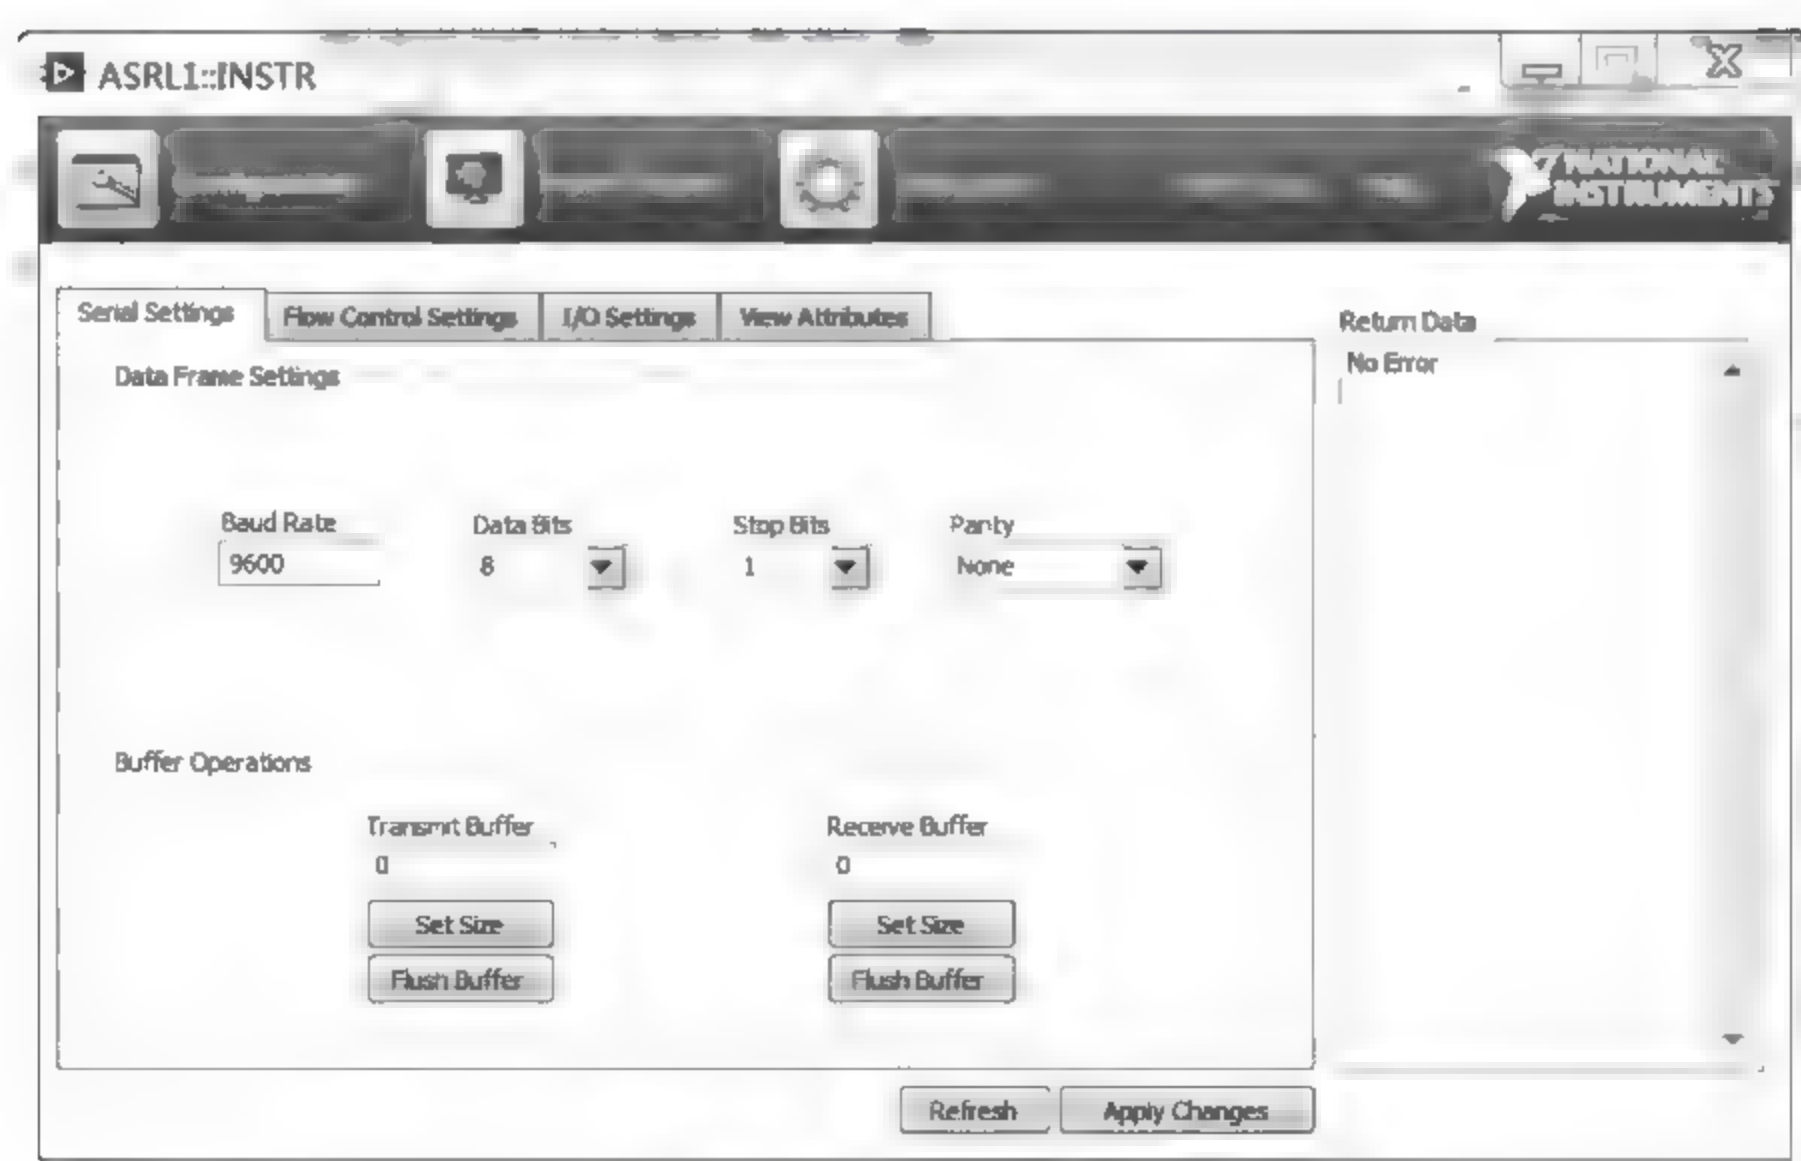 ASRL1::INSTR
NATIONAL
INSTRUMENTS
Serial Settings
Flow Control Settings
I/O Settings
View Attributes
Return Data
No Error
Data Frame Settings
Baud Rate
Data Bits
Stop Bits
Parity
9600
8
1
None
Buffer Operations
Transmit Buffer
Receive Buffer
0
0
Set Size
Set Size
Flush Buffer
Flush Buffer
Refresh
Apply Changes